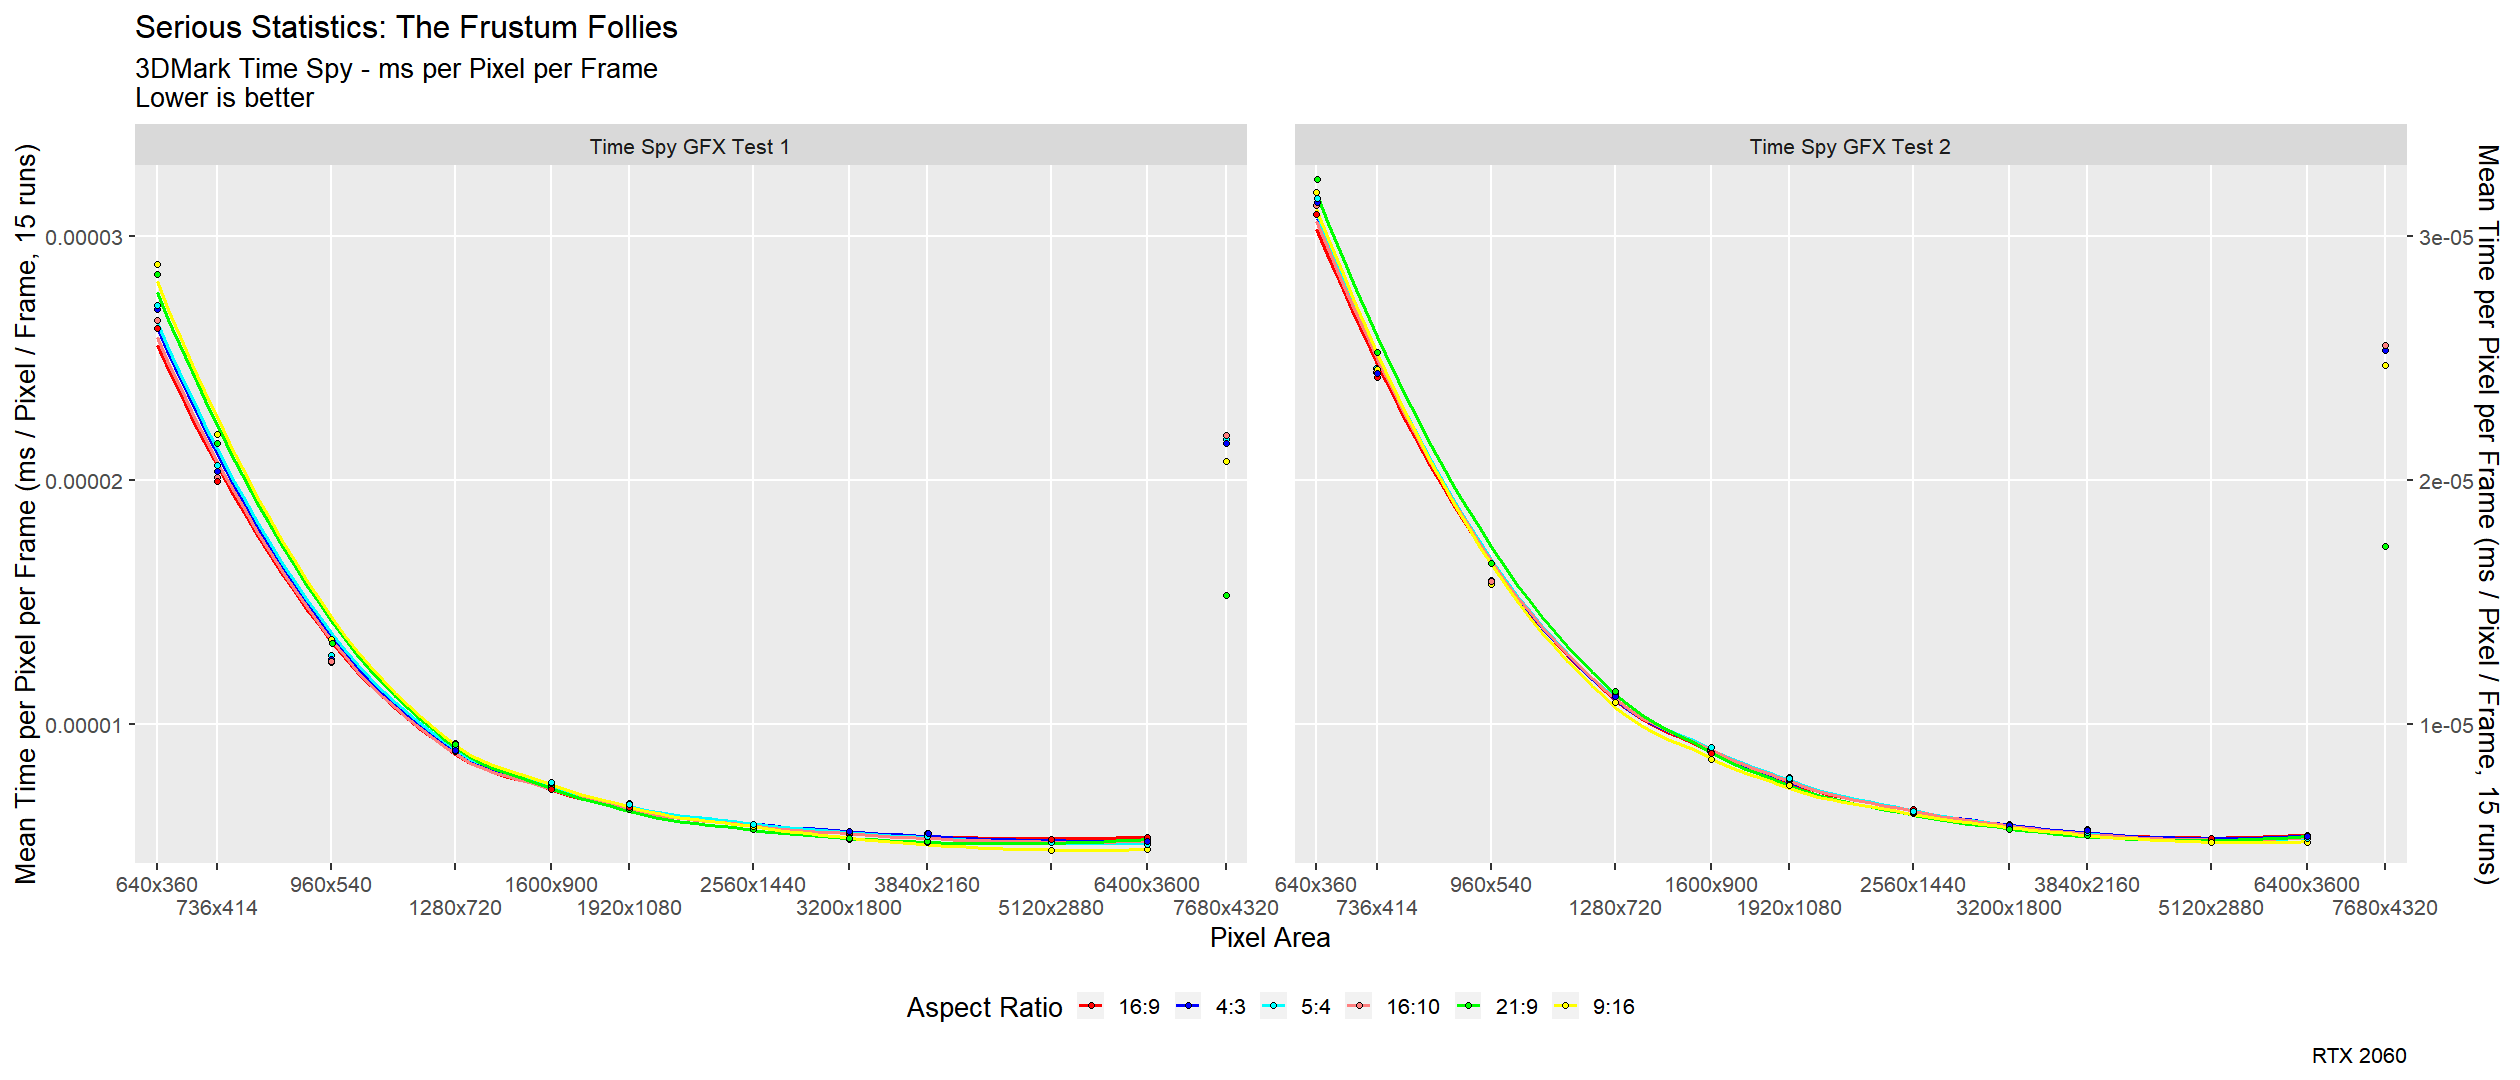 Serious Statistics: The Frustum Follies
3DMark Time Spy - ms per Pixel per Frame
Lower is better
Time Spy GFX Test 1
Time Spy GFX Test 2
Mean Time per Pixel per Frame (ms / Pixel / Frame, 15 runs)
0.00003
0.00002
0.00001
3e-05
2e-05
1e-05
Mean Time per Pixel per Frame (ms / Pixel / Frame, 15 runs)
640x360 960x540 1600x900 2560x1440 3840x2160 6400x3600
736x414 1280x720 1920x1080 3200x1800 5120x2880 7680x4320
640x360 960x540 1600x900 2560x1440 3840x2160 6400x3600
736x414 1280x720 1920x1080 3200x1800 5120x2880 7680x4320
Pixel Area
Aspect Ratio 16:9 4:3 5:4 16:10 21:9 9:16
RTX 2060